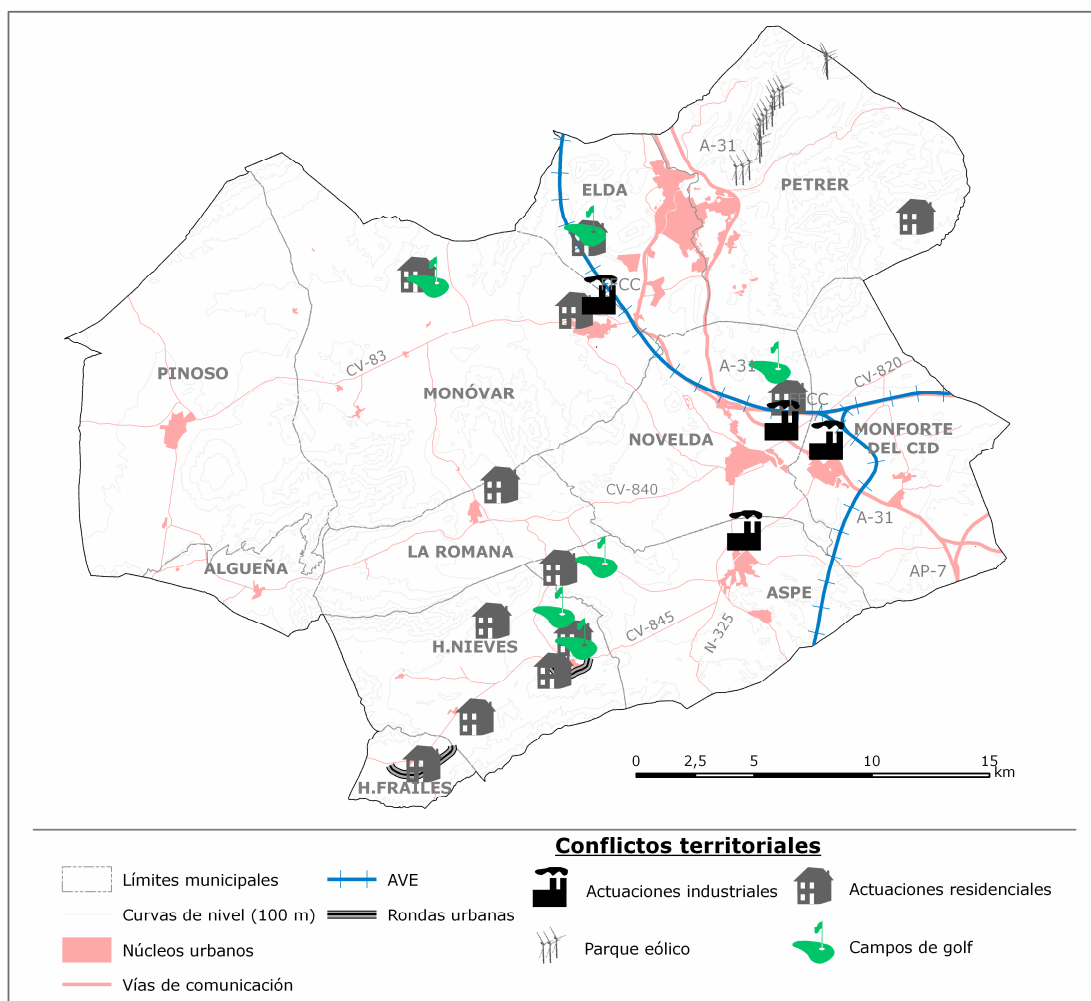 A-31
ELDA
PETRER
FCC
CV-83
PINOSO
MONÓVAR
A-31
CV-820
FCC
NOVELDA
MONFORTE
DEL CID
CV-840
A-31
LA ROMANA
ALGUEÑA
AP-7
ASPE
CV-845
N-325
H.NIEVES
H.FRAILES
0 2,5 5 10 15
km
Conflictos territoriales
Límites municipales
AVE
Actuaciones industriales
Actuaciones residenciales
Curvas de nivel (100 m)
Rondas urbanas
Núcleos urbanos
Parque eólico
Campos de golf
Vías de comunicación